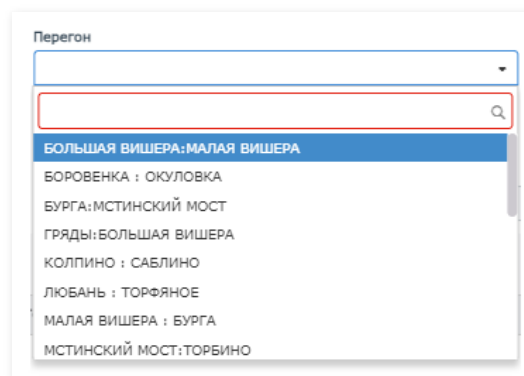 Перегон
БОЛЬШАЯ ВИШЕРА:МАЛАЯ ВИШЕРА
БОРОВЕНКА : ОКУЛОВКА
БУРГА:МСТИНСКИЙ МОСТ
ГРЯДЫ:БОЛЬШАЯ ВИШЕРА
КОЛПИНО : САБЛИНО
ЛЮБАНЬ : ТОРФЯНОЕ
МАЛАЯ ВИШЕРА : БУРГА
МСТИНСКИЙ МОСТ:ТОРБИНО